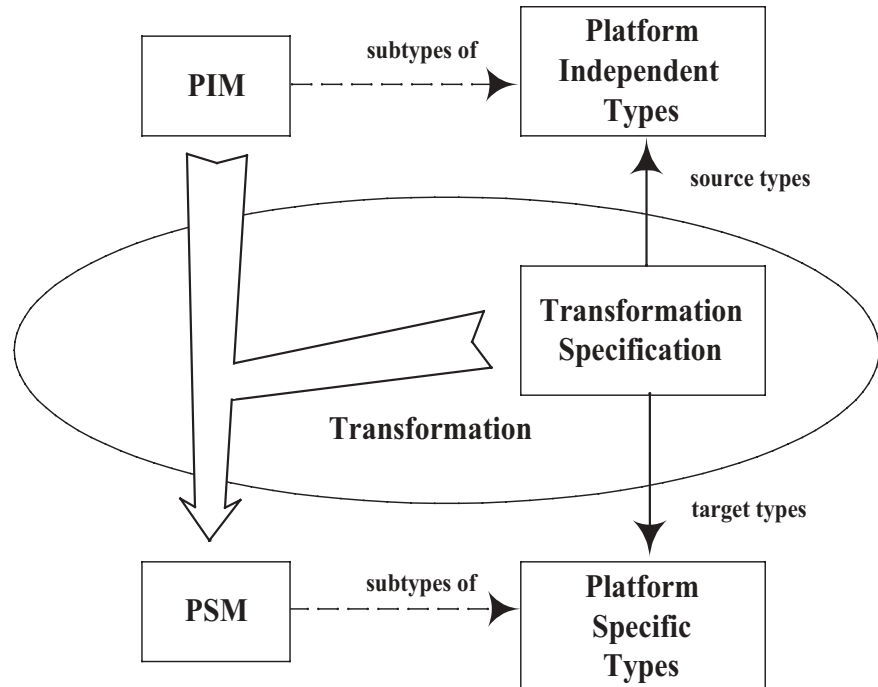 PIM
subtypes of
Platform
Independent
Types
source types
Transformation
Specification
Transformation
target types
PSM
subtypes of
Platform
Specific
Types